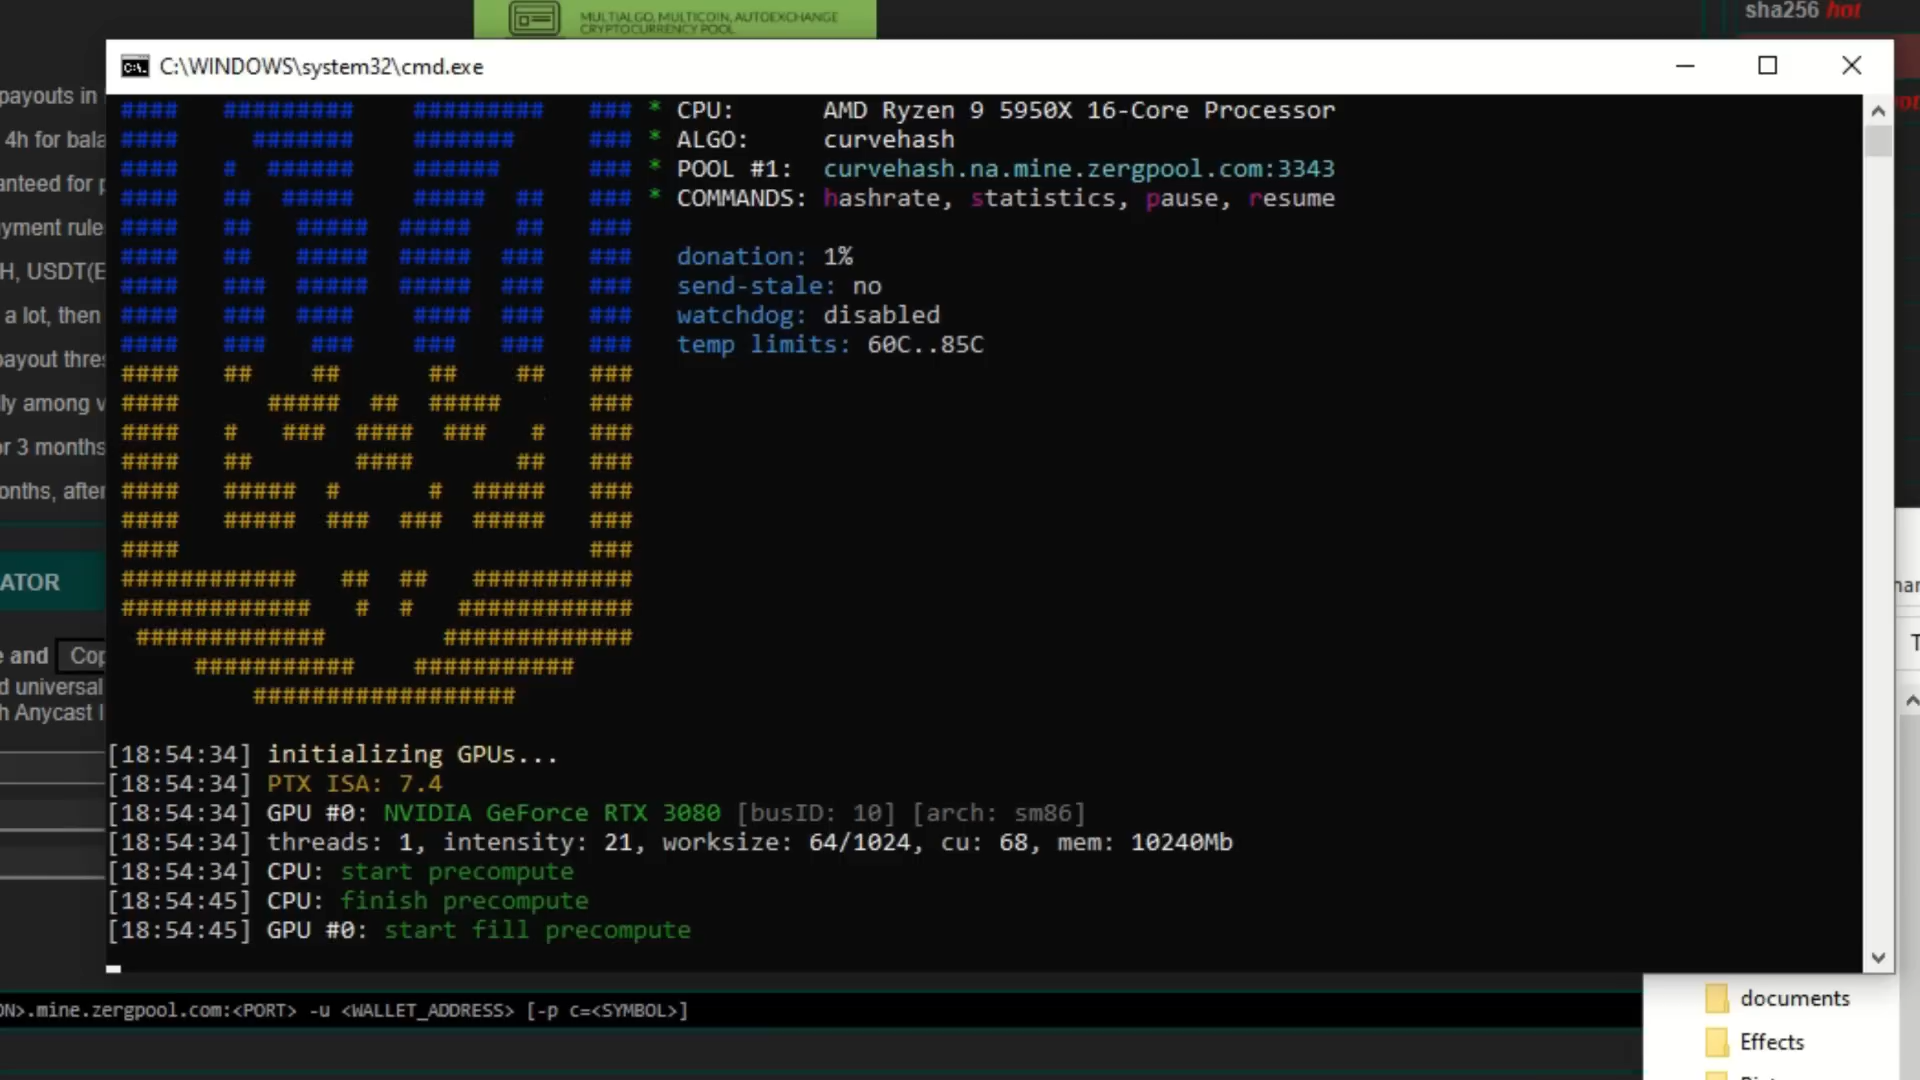 MULTIALGO, MULTICOIN, AUTOEXCHANGE
CRYPTOCURRENCY POOL
sha256 hot
C:\WINDOWS\system32\cmd.exe
payouts in
4h for bala
anteed for p
yment rule
H, USDT(E
a lot, then
payout thres
lly among v
or 3 months
onths, after
ATOR
e and Cop
d universal
h Anycast I
#### ######### ######### ### * CPU: AMD Ryzen 9 5950X 16-Core Processor
#### ####### ####### ### * ALGO: curvehash
#### # ###### ###### ### * POOL #1: curvehash.na.mine.zergpool.com:3343
#### ## ##### ##### ## ### * COMMANDS: hashrate, statistics, pause, resume
#### ## ##### ##### ## ###
#### ## ##### ##### ### ### donation: 1%
#### ### ##### ##### ### ### send-stale: no
#### ### #### #### ### ### watchdog: disabled
#### ### ### ### ### ### temp limits: 60C..85C
#### ## ## ## ## ###
#### ##### ## ##### ###
#### # ### #### ### # ###
#### ## #### ## ###
#### ##### # # ##### ###
#### ##### ### ### ##### ###
#### ###
############ ## ## ###########
############# # # ############
############# #############
########### ###########
##################
[18:54:34] initializing GPUs...
[18:54:34] PTX ISA: 7.4
[18:54:34] GPU #0: NVIDIA GeForce RTX 3080 [busID: 10] [arch: sm86]
[18:54:34] threads: 1, intensity: 21, worksize: 64/1024, cu: 68, mem: 10240Mb
[18:54:34] CPU: start precompute
[18:54:45] CPU: finish precompute
[18:54:45] GPU #0: start fill precompute
ON>.mine.zergpool.com:<PORT> -u <WALLET_ADDRESS> [-p c=<SYMBOL>]
documents
Effects